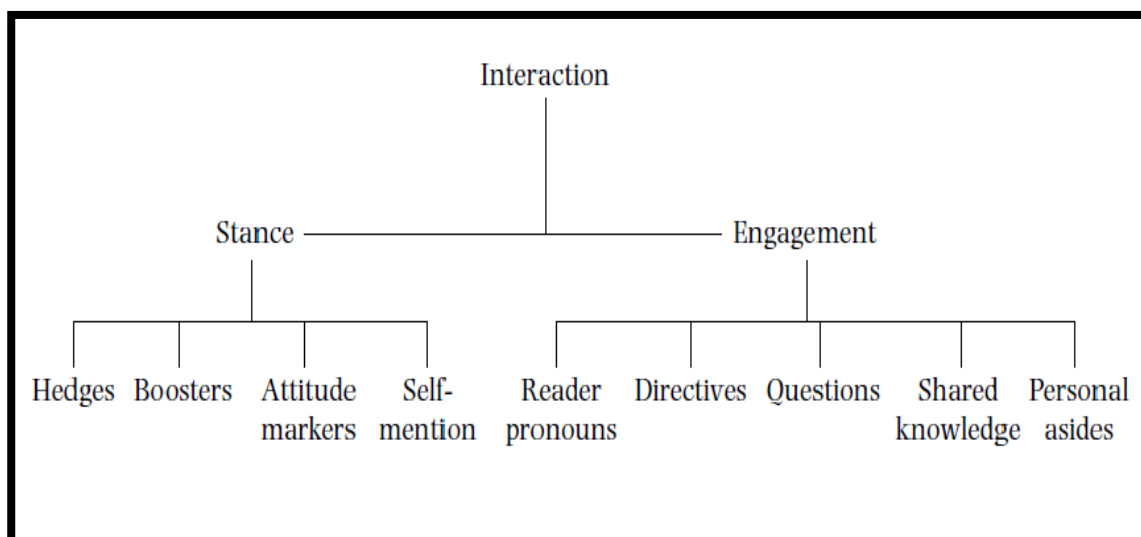 Interaction
Stance Engagement
Hedges Boosters Attitude Self- Reader Directives Questions Shared Personal
markers mention pronouns knowledge asides